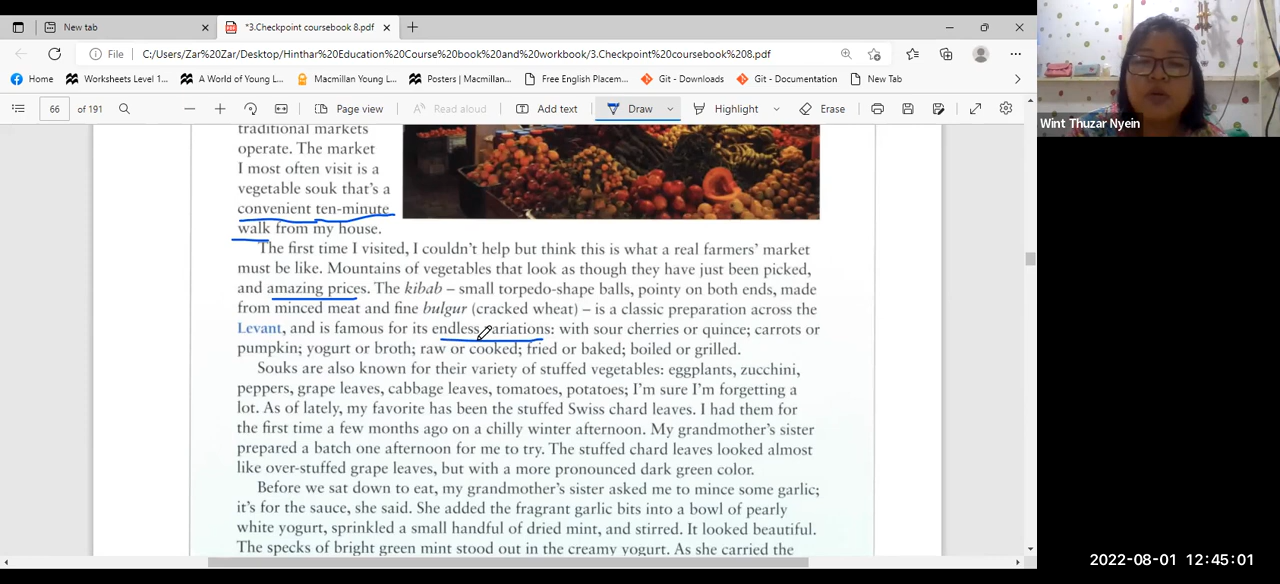 New tab
*3.Checkpoint coursebook 8.pdf
File
C:/Users/Zar%20Zar/Desktop/Hinthar%20Education%20Course%20book%20and%20workbook/3.Checkpoint%20coursebook%208.pdf
Home
Worksheets Level 1...
A World of Young L...
Macmillan Young L...
Posters | Macmillan...
Free English Placem...
Git - Downloads
Git - Documentation
New Tab
66 of 191
Page view
Read aloud
Add text
Draw
Highlight
Erase
Wint Thuzar Nyein
traditional markets
operate. The market
I most often visit is a
vegetable souk that's a
convenient ten-minute
walk from my house.
The first time I visited, I couldn't help but think this is what a real farmers' market
must be like. Mountains of vegetables that look as though they have just been picked,
and amazing prices. The kibab – small torpedo-shape balls, pointy on both ends, made
from minced meat and fine bulgur (cracked wheat) – is a classic preparation across the
Levant, and is famous for its endless variations: with sour cherries or quince; carrots or
pumpkin; yogurt or broth; raw or cooked; fried or baked; boiled or grilled.
Souks are also known for their variety of stuffed vegetables: eggplants, zucchini,
peppers, grape leaves, cabbage leaves, tomatoes, potatoes; I'm sure I'm forgetting a
lot. As of lately, my favorite has been the stuffed Swiss chard leaves. I had them for
the first time a few months ago on a chilly winter afternoon. My grandmother's sister
prepared a batch one afternoon for me to try. The stuffed chard leaves looked almost
like over-stuffed grape leaves, but with a more pronounced dark green color.
Before we sat down to eat, my grandmother's sister asked me to mince some garlic;
it's for the sauce, she said. She added the fragrant garlic bits into a bowl of pearly
white yogurt, sprinkled a small handful of dried mint, and stirred. It looked beautiful.
The specks of bright green mint stood out in the creamy yogurt. As she carried the
2022-08-01 12:45:01